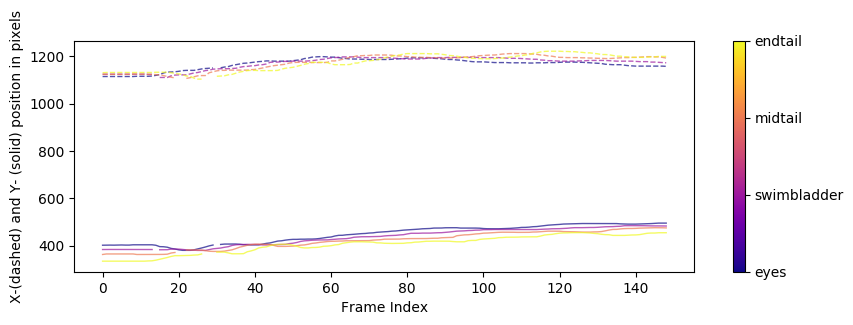 X-(dashed) and Y- (solid) position in pixels
1200
1000
800
600
400
0 20 40 60 80 100 120 140
Frame Index
endtail
midtail
swimbladder
eyes